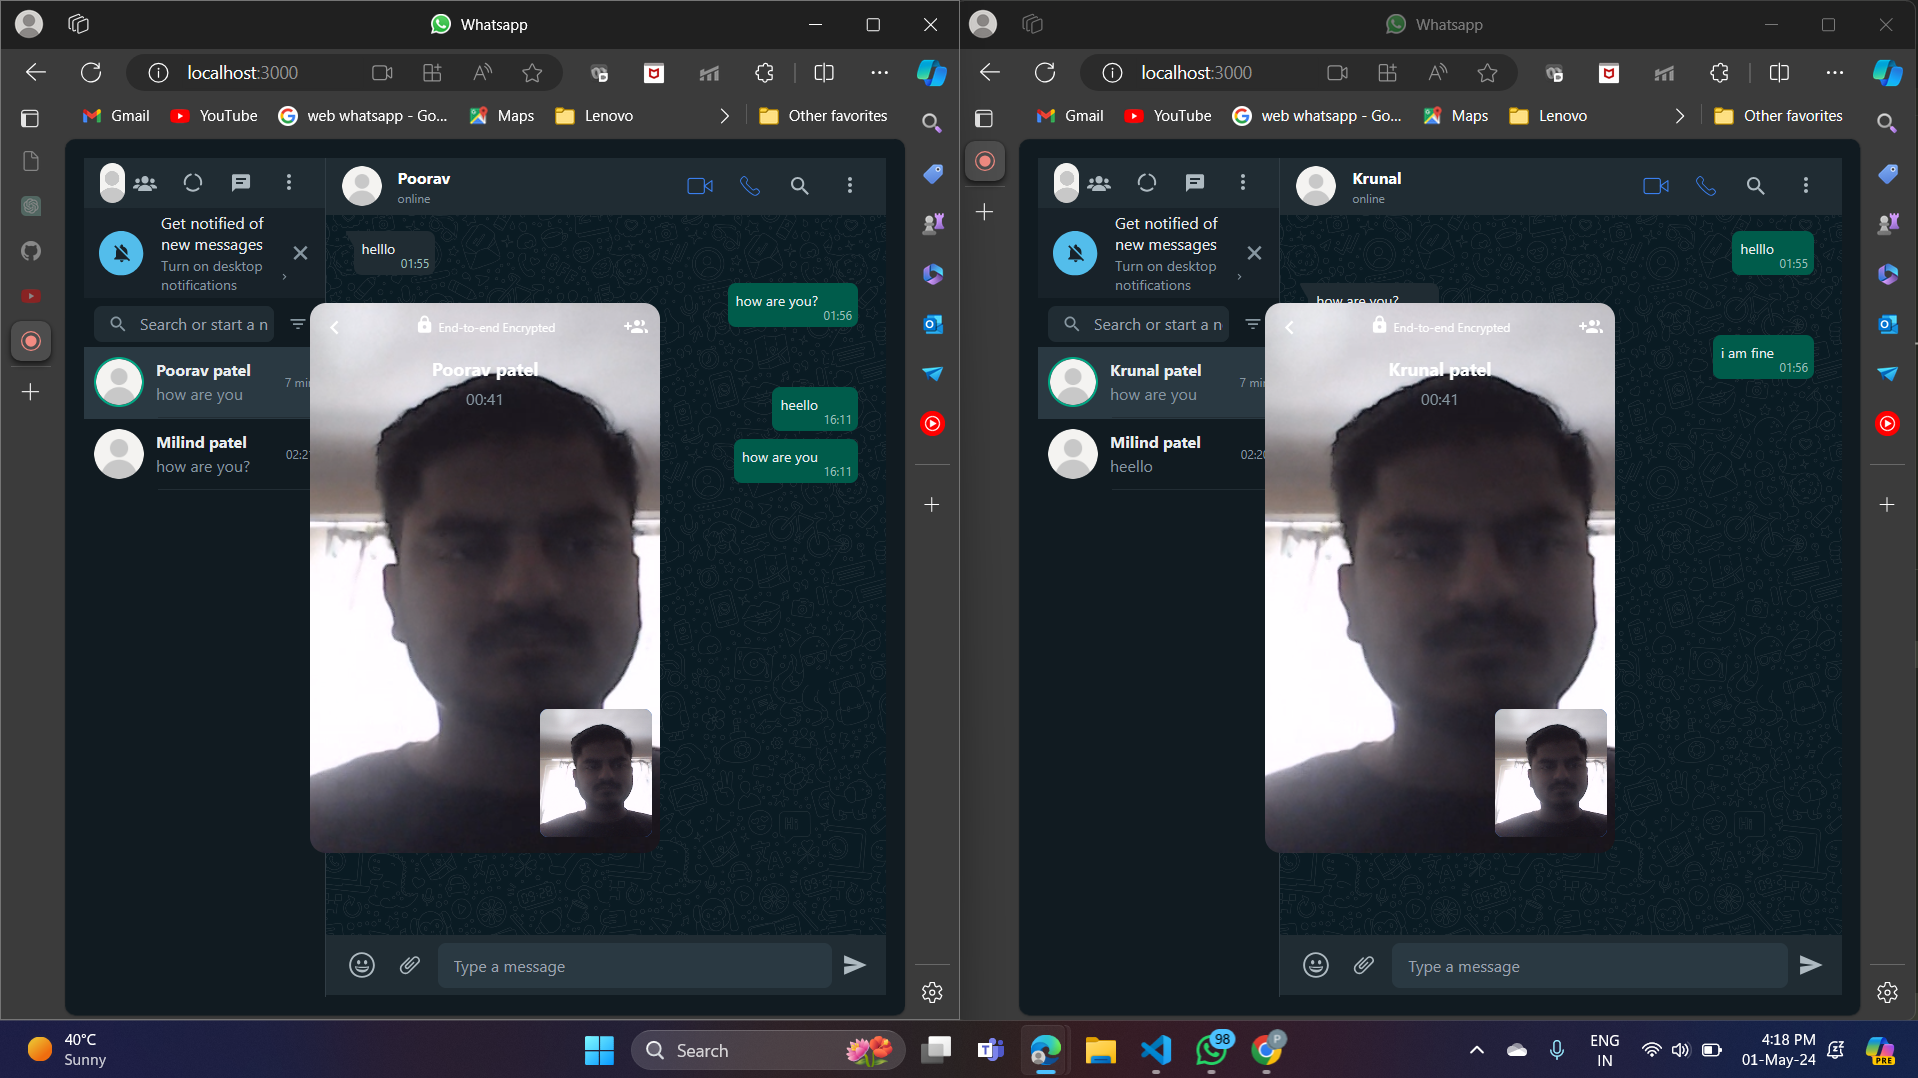 Whatsapp
localhost:3000
Gmail YouTube web whatsapp - Go... Maps Lenovo Other favorites
Poorav
online
Get notified of
new messages
Turn on desktop
notifications
Search or start a n
Poorav patel 7 min
how are you
Milind patel 02:2
how are you?
helllo
01:55
how are you?
01:56
heello
16:11
how are you
16:11
End-to-end Encrypted
Poorav patel
00:41
Type a message
Whatsapp
localhost:3000
Gmail YouTube web whatsapp - Go... Maps Lenovo Other favorites
Krunal
online
Get notified of
new messages
Turn on desktop
notifications
Search or start a n
Krunal patel 7 min
how are you
Milind patel 02:20
heello
helllo
01:55
how are you?
i am fine
01:56
End-to-end Encrypted
Krunal patel
00:41
Type a message
40°C
Sunny
Search
98
P
ENG
IN
4:18 PM
01-May-24
PRE